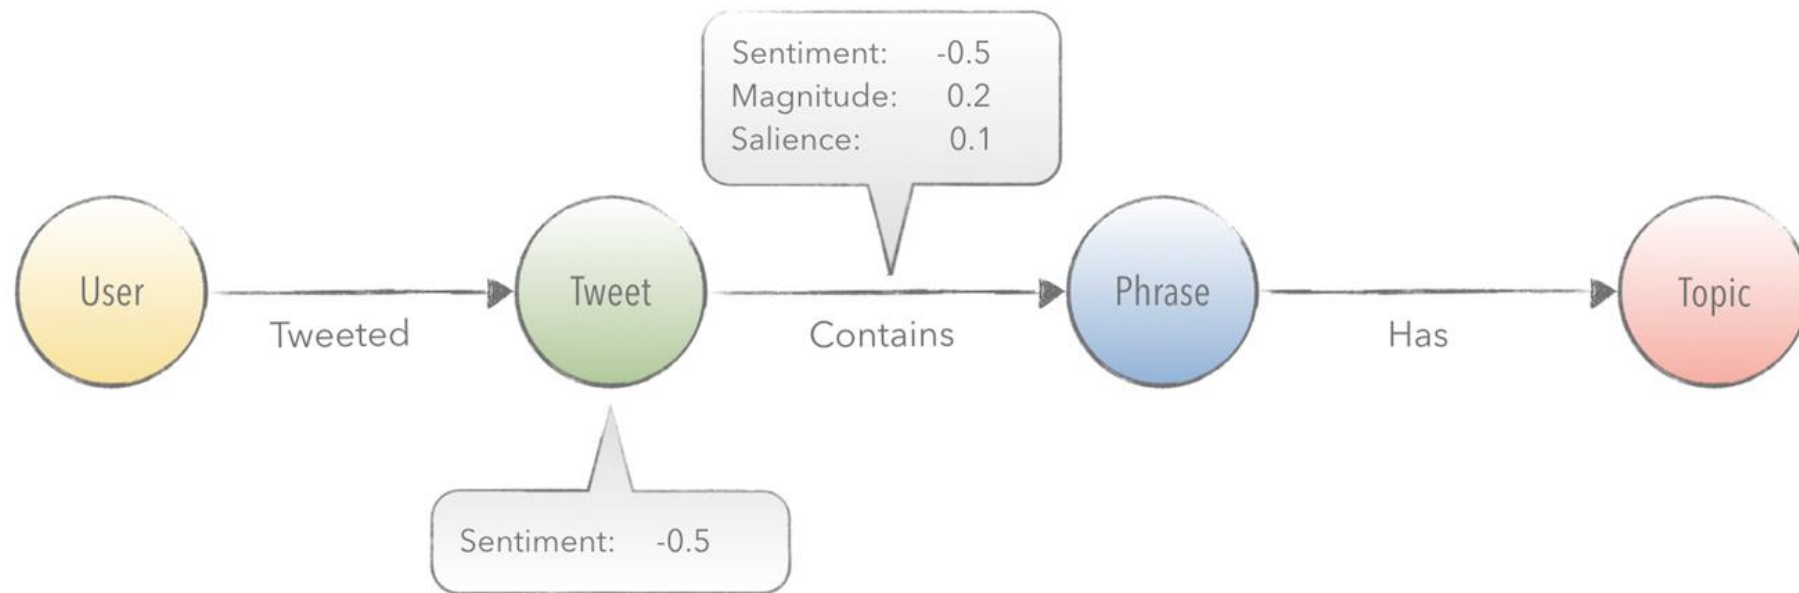 Sentiment: -0.5
Magnitude: 0.2
Salience: 0.1
User
Tweeted
Tweet
Contains
Phrase
Has
Topic
Sentiment: -0.5